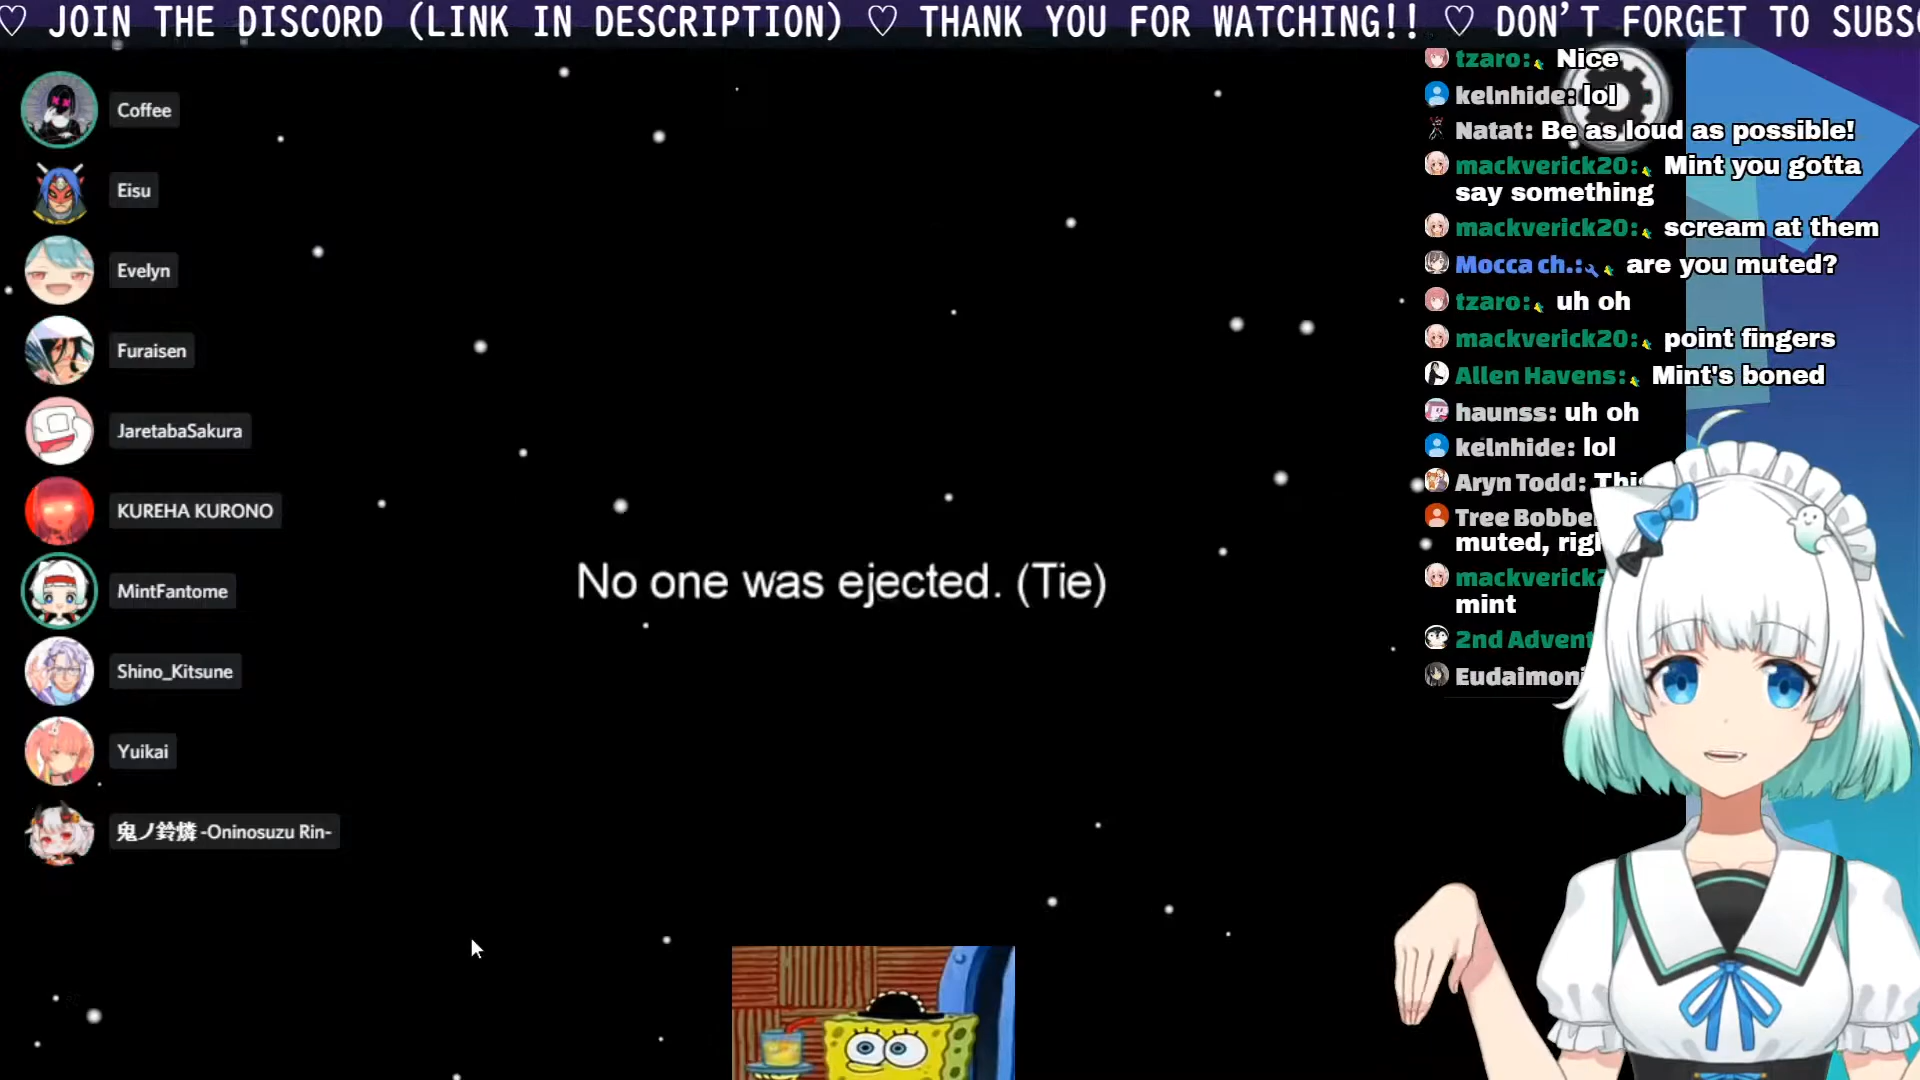 ♡ JOIN THE DISCORD (LINK IN DESCRIPTION) ♡ THANK YOU FOR WATCHING!! ♡ DON'T FORGET TO SUBS
Coffee
Eisu
Evelyn
Furaisen
JaretabaSakura
KUREHA KURONO
MintFantome
Shino_Kitsune
Yuikai
鬼ノ鈴燐 -Oninosuzu Rin-
No one was ejected. (Tie)
tzaro: Nice
kelnhide: lol
Natat: Be as loud as possible!
mackverick20: Mint you gotta
say something
mackverick20: scream at them
Mocca ch.: are you muted?
tzaro: uh oh
mackverick20: point fingers
Allen Havens: Mint's boned
haunss: uh oh
kelnhide: lol
Aryn Todd: This
Tree Bobbe
muted, righ
mackverick2
mint
2nd Advent
Eudaimoni